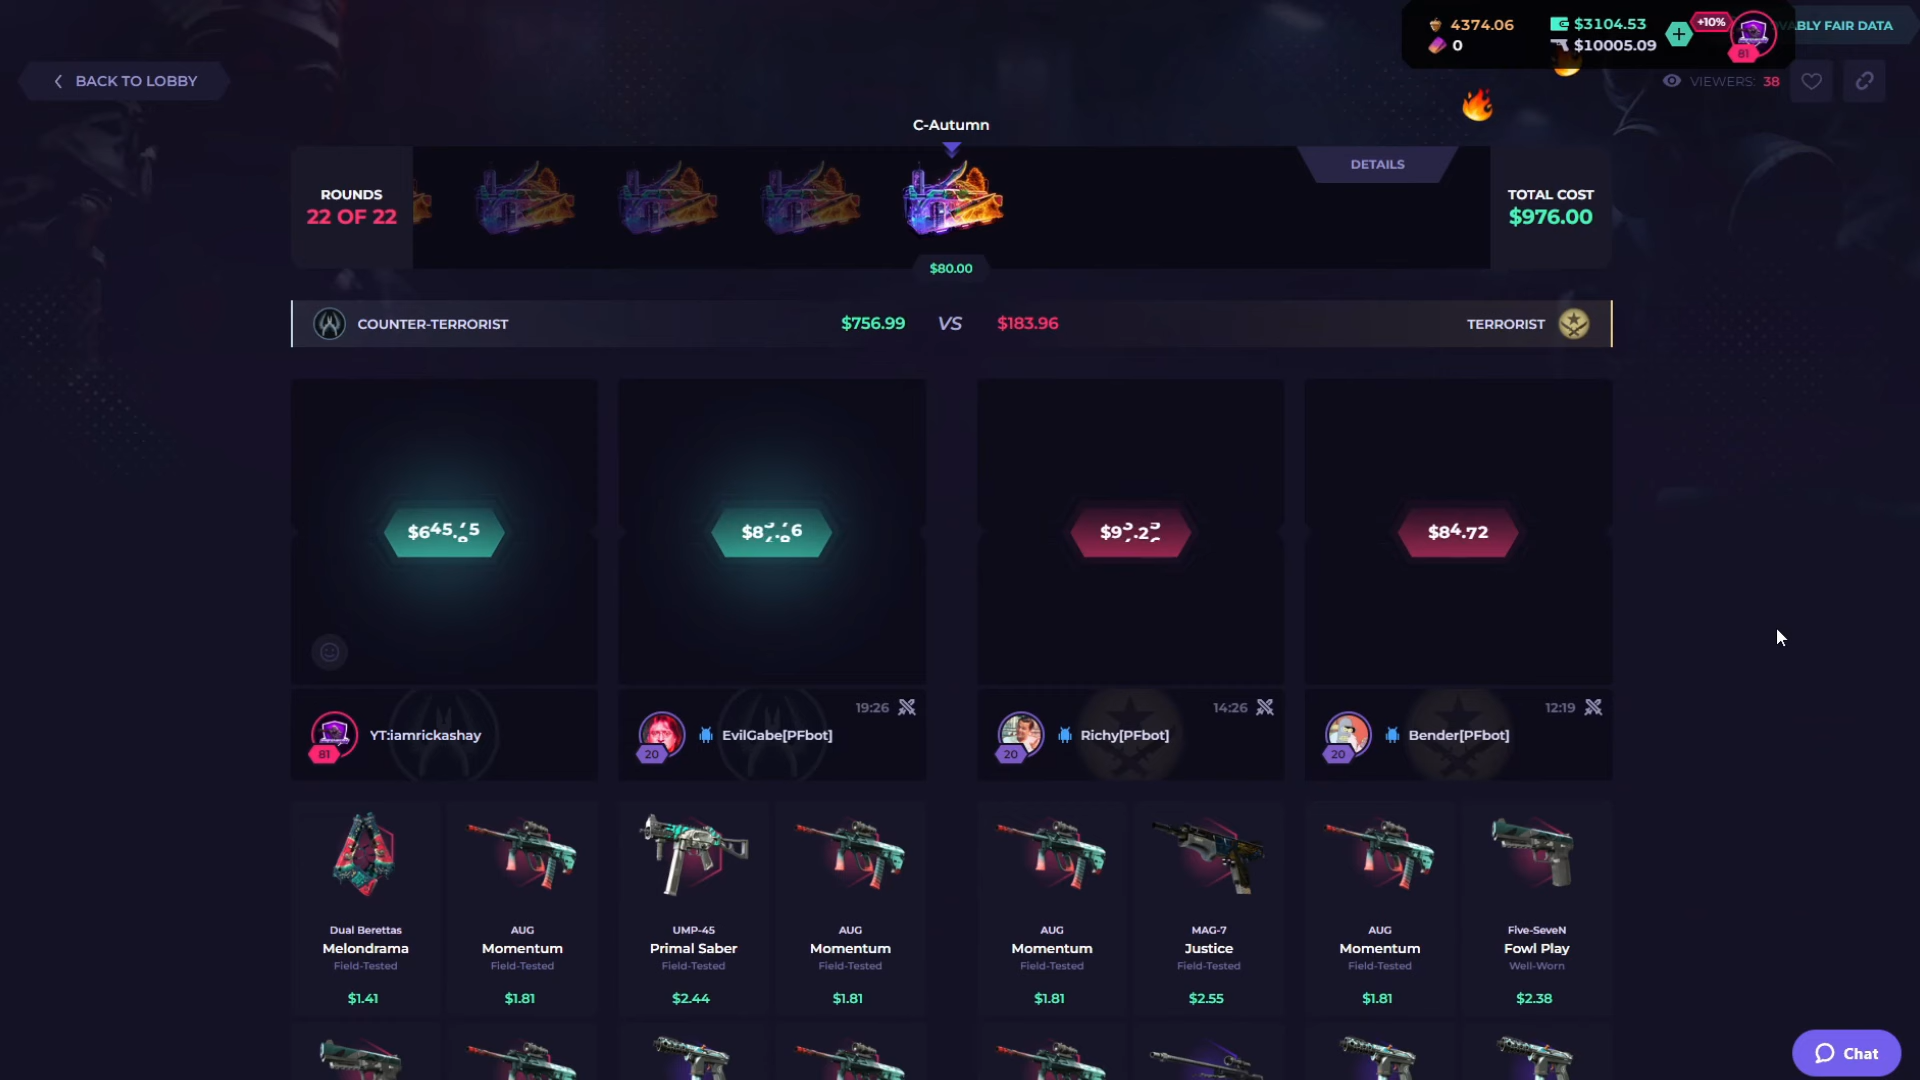 4374.06
$3104.53
+10%
ABLY FAIR DATA
0
$10005.09
81
BACK TO LOBBY
VIEWERS: 38
C-Autumn
DETAILS
ROUNDS
22 OF 22
TOTAL COST
$976.00
$80.00
COUNTER-TERRORIST
$756.99
VS
$183.96
TERRORIST
$84.72
19:26
14:26
12:19
YT:iamrickashay
81
EvilGabe[PFbot]
20
Richy[PFbot]
20
Bender[PFbot]
20
Dual Berettas
Melondrama
Field-Tested
$1.41
AUG
Momentum
Field-Tested
$1.81
UMP-45
Primal Saber
Field-Tested
$2.44
AUG
Momentum
Field-Tested
$1.81
AUG
Momentum
Field-Tested
$1.81
MAG-7
Justice
Field-Tested
$2.55
AUG
Momentum
Field-Tested
$1.81
Five-SeveN
Fowl Play
Well-Worn
$2.38
Chat